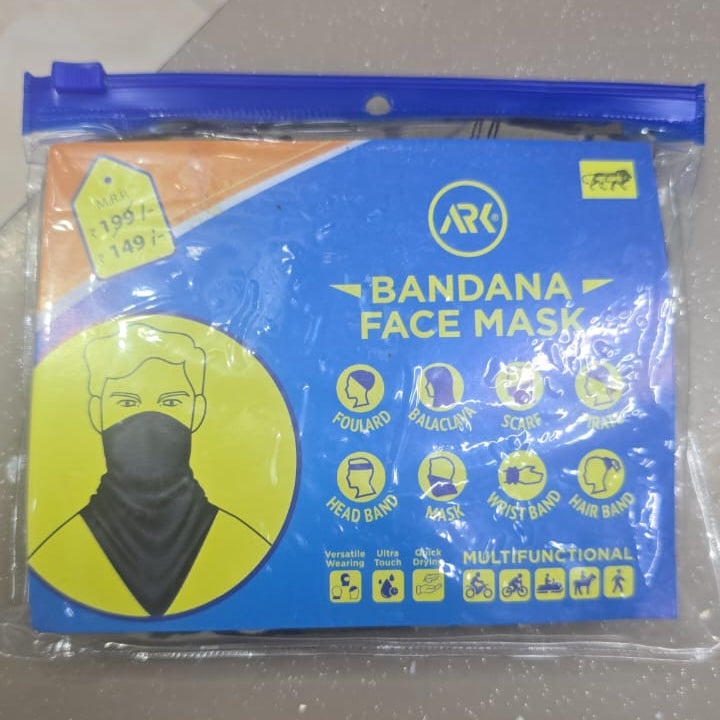 M.R.P.
₹ 199/-
₹ 149/-
ARK®
BANDANA
FACE MASK
FOULARD BALACLAVA SCARF PIRATE
HEAD BAND MASK WRIST BAND HAIR BAND
Versatile Wearing
Ultra Touch
Quick Drying
MULTIFUNCTIONAL